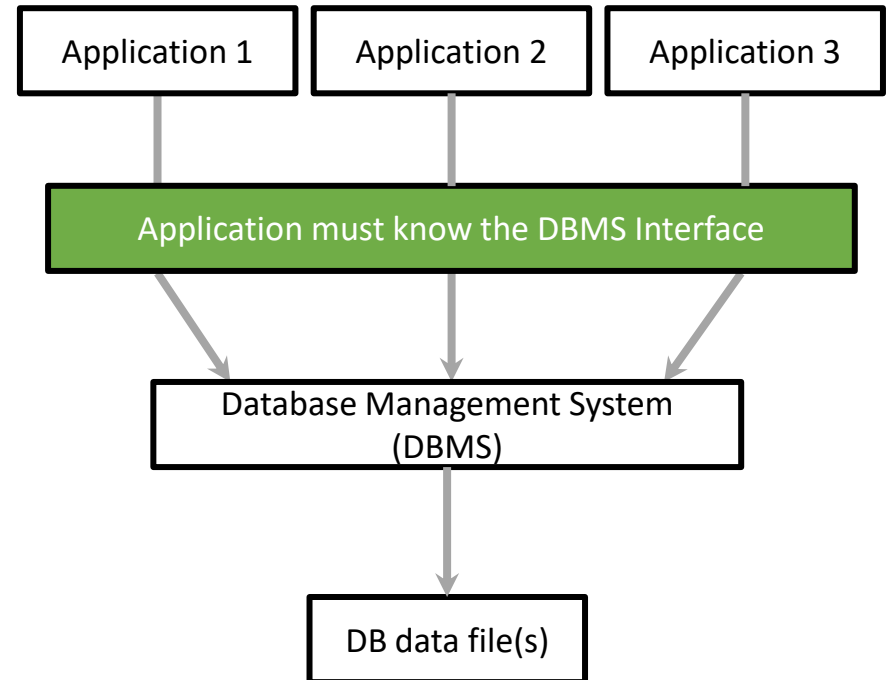 Application 1
Application 2
Application 3
Application must know the DBMS Interface
Database Management System
(DBMS)
DB data file(s)